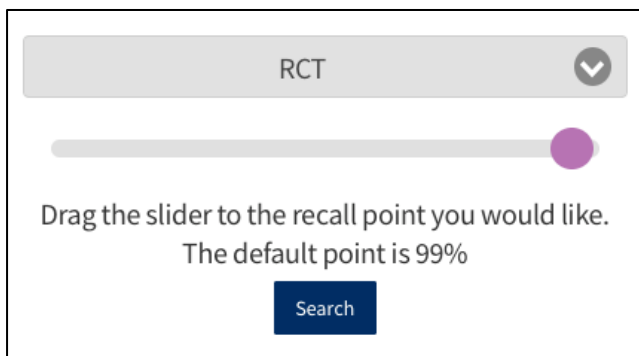 RCT
Drag the slider to the recall point you would like.
The default point is 99%
Search